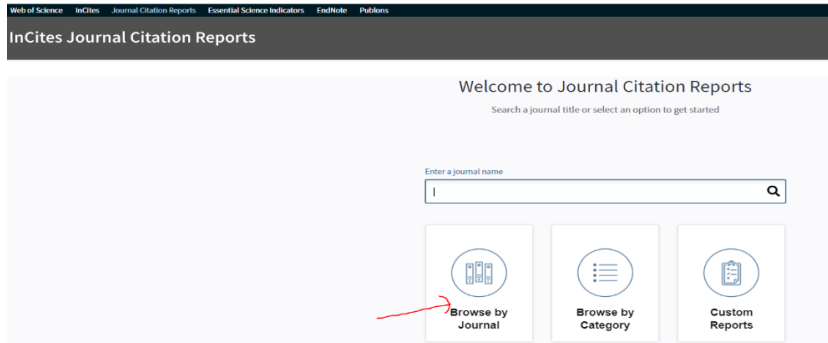 Web of Science InCites Journal Citation Reports Essential Science Indicators EndNote Publons
InCites Journal Citation Reports
Welcome to Journal Citation Reports
Search a journal title or select an option to get started
Enter a journal name
Browse by Journal
Browse by Category
Custom Reports